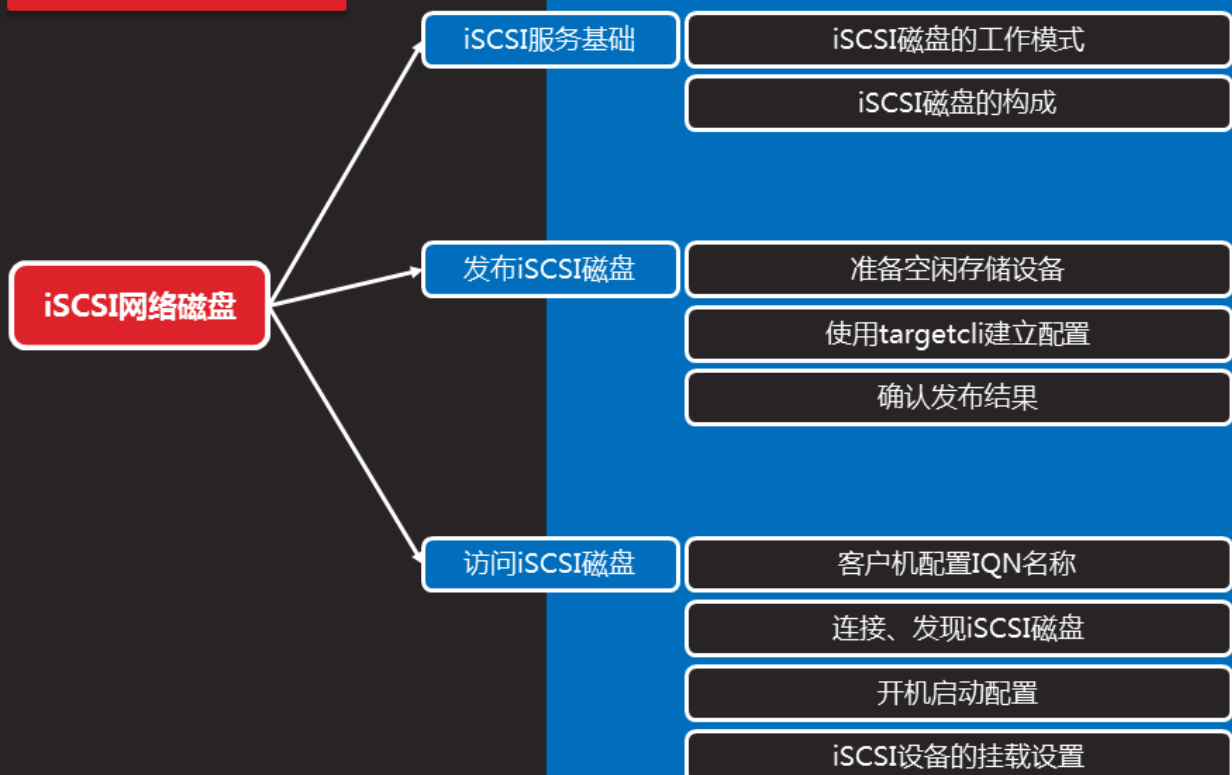 iSCSI服务基础
iSCSI磁盘的工作模式
iSCSI磁盘的构成
iSCSI网络磁盘
发布iSCSI磁盘
准备空闲存储设备
使用targetcli建立配置
确认发布结果
访问iSCSI磁盘
客户机配置IQN名称
连接、发现iSCSI磁盘
开机启动配置
iSCSI设备的挂载设置